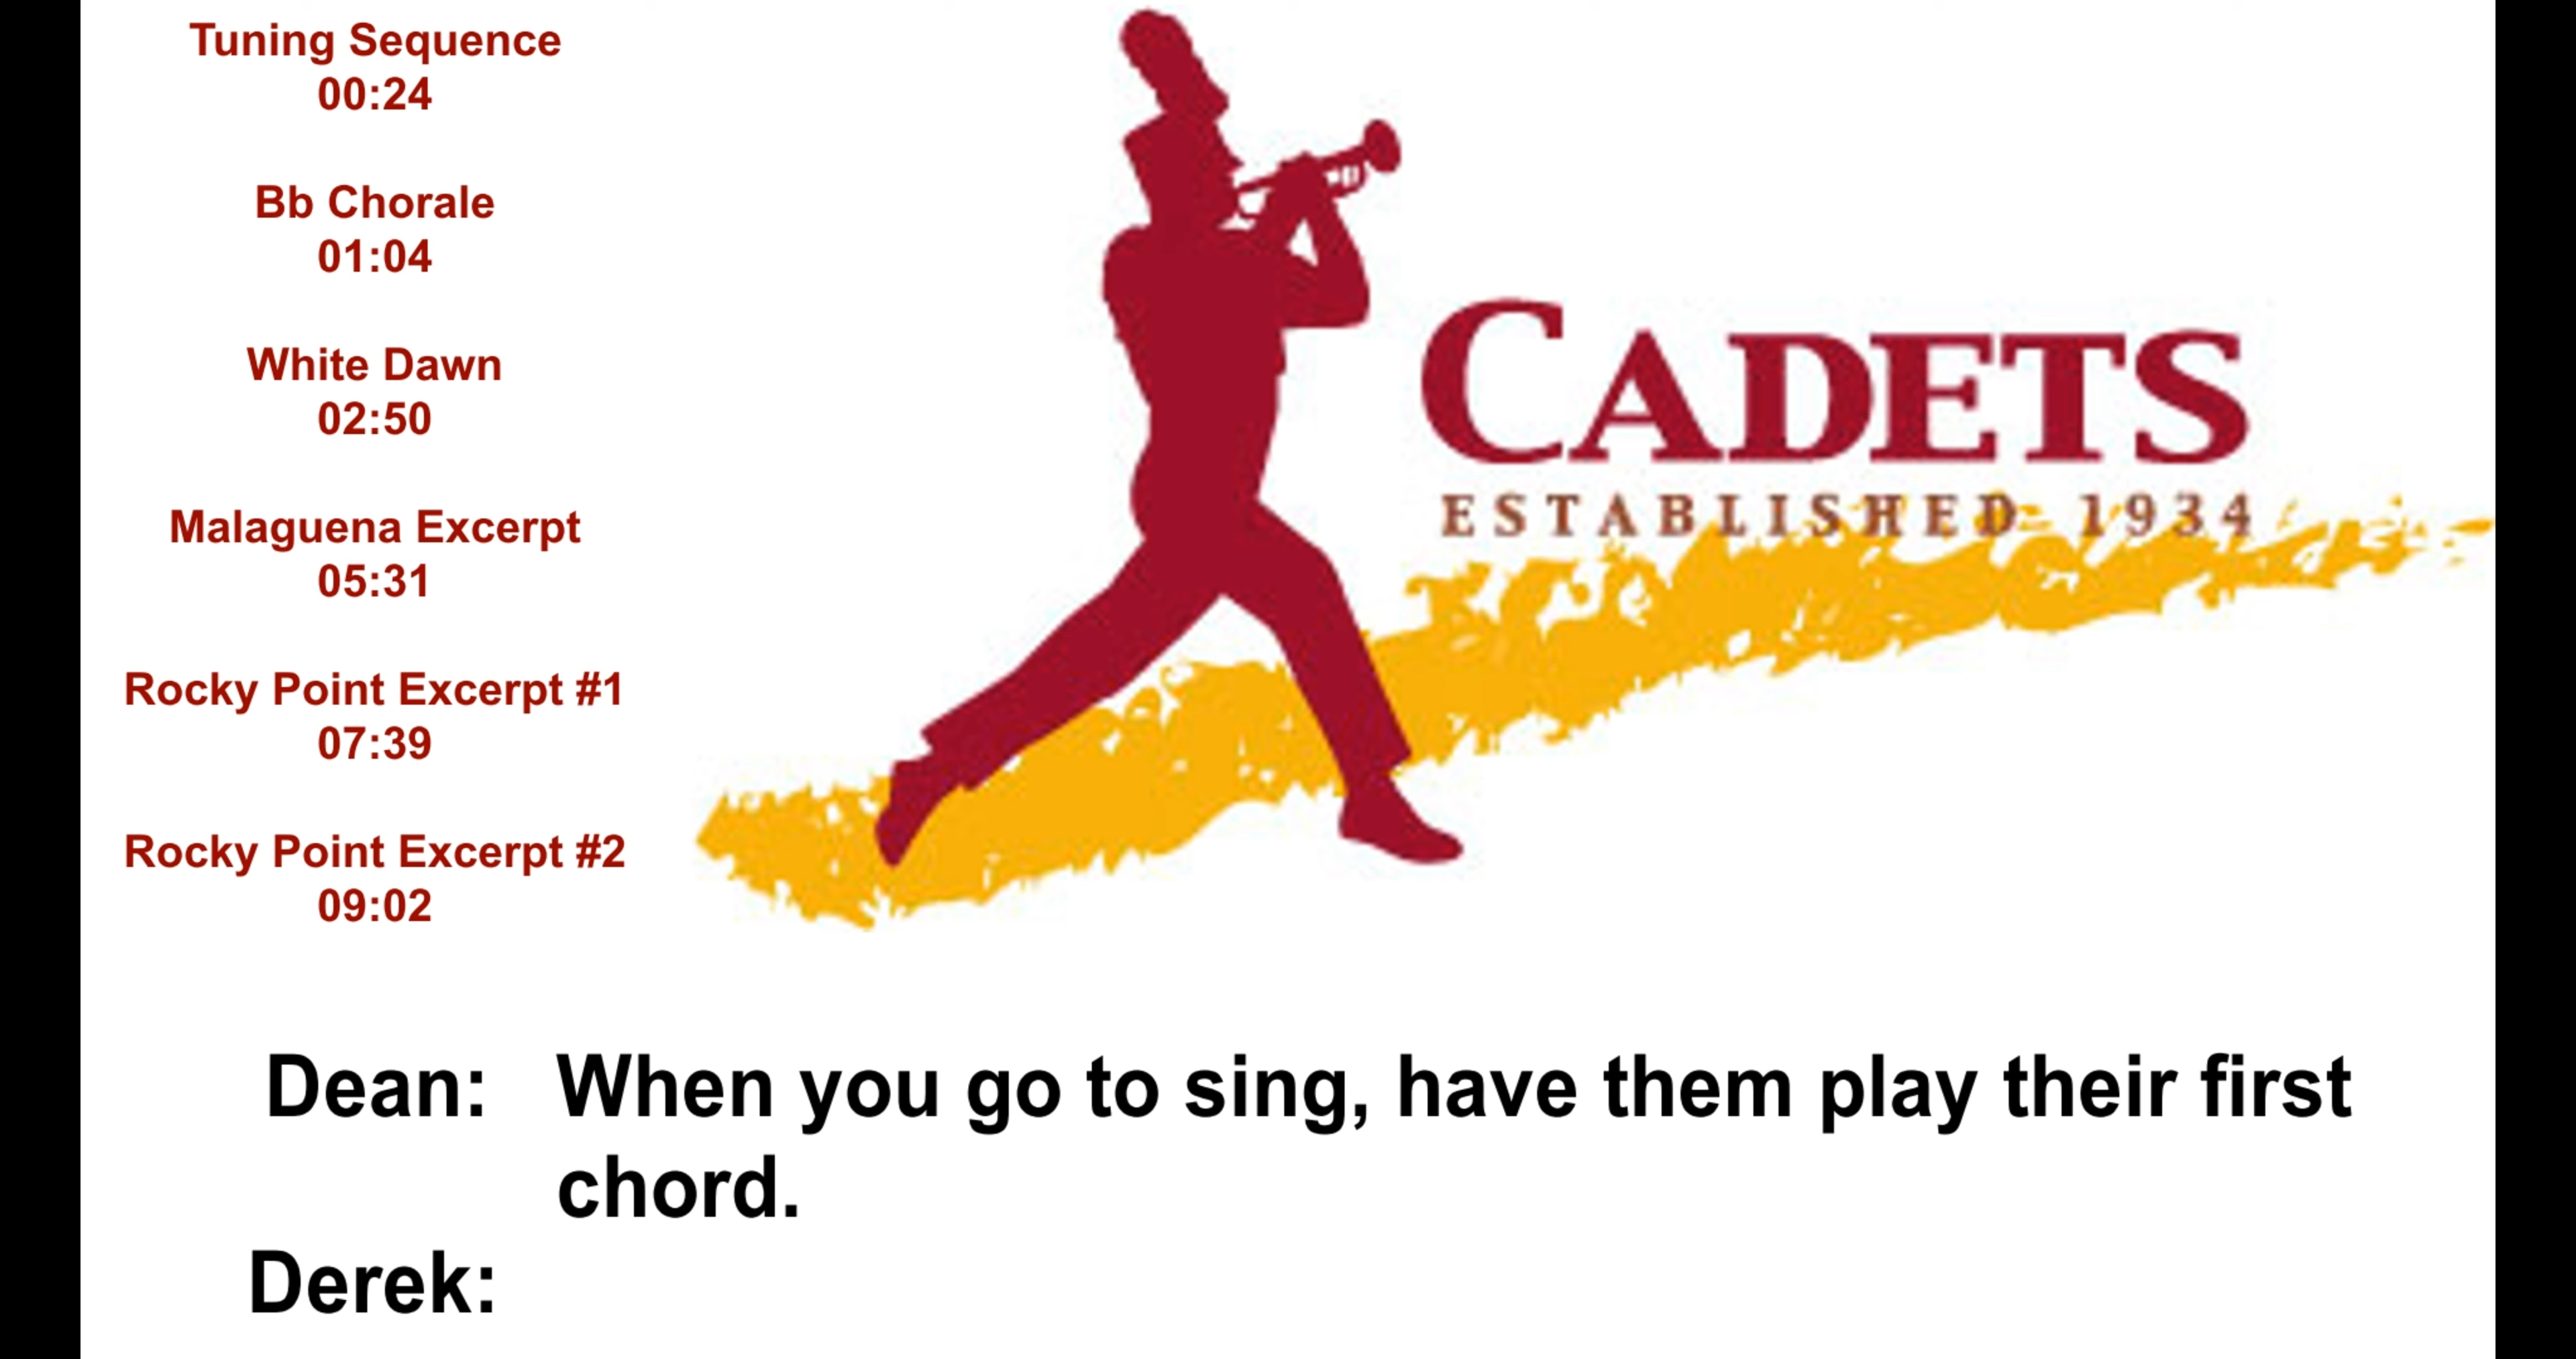 Tuning Sequence
00:24
Bb Chorale
01:04
White Dawn
02:50
Malaguena Excerpt
05:31
Rocky Point Excerpt #1
07:39
Rocky Point Excerpt #2
09:02
CADETS
ESTABLISHED 1934
Dean: When you go to sing, have them play their first
chord.
Derek: